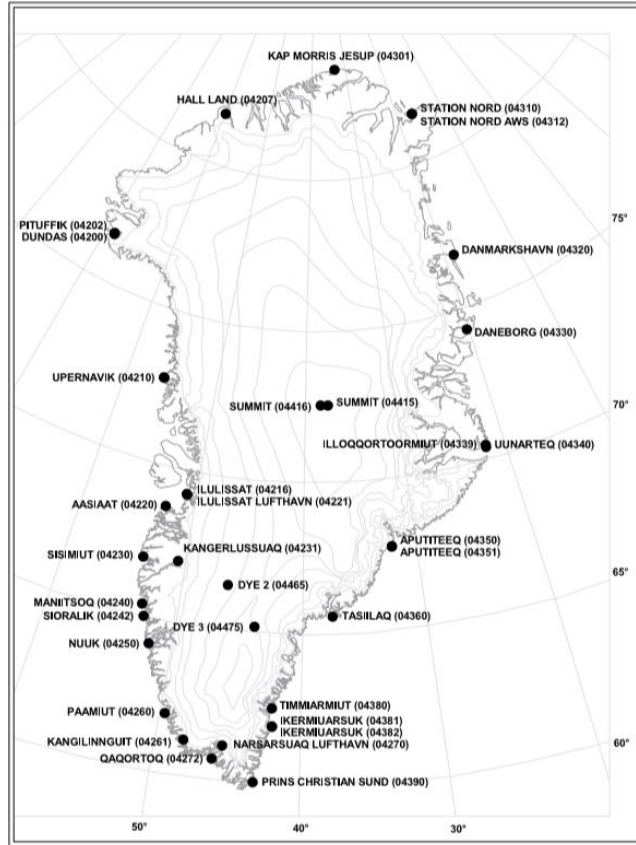 KAP MORRIS JESUP (04301)
HALL LAND (04207)
STATION NORD (04310)
STATION NORD AWS (04312)
75°
PITUFFIK (04202)
DUNDAS (04200)
DANMARKSHAVN (04320)
DANEBORG (04330)
UPERNAVIK (04210)
SUMMIT (04416)
SUMMIT (04415)
70°
ILLOQQORTOORMIUT (04339)
UUNARTEQ (04340)
ILULISSAT (04216)
ILULISSAT LUFTHAVN (04221)
AASIAAT (04220)
APUTITEEQ (04350)
APUTITEEQ (04351)
SISIMIUT (04230)
KANGERLUSSUAQ (04231)
65°
DYE 2 (04465)
MANIITSOQ (04240)
SIORALIK (04242)
TASIILAQ (04360)
DYE 3 (04475)
NUUK (04250)
TIMMIARMIUT (04380)
PAAMIUT (04260)
IKERMIUARSUK (04381)
IKERMIUARSUK (04382)
KANGILINNGUIT (04261)
NARSARSUAQ LUFTHAVN (04270)
60°
QAQORTOQ (04272)
PRINS CHRISTIAN SUND (04390)
50°
40°
30°